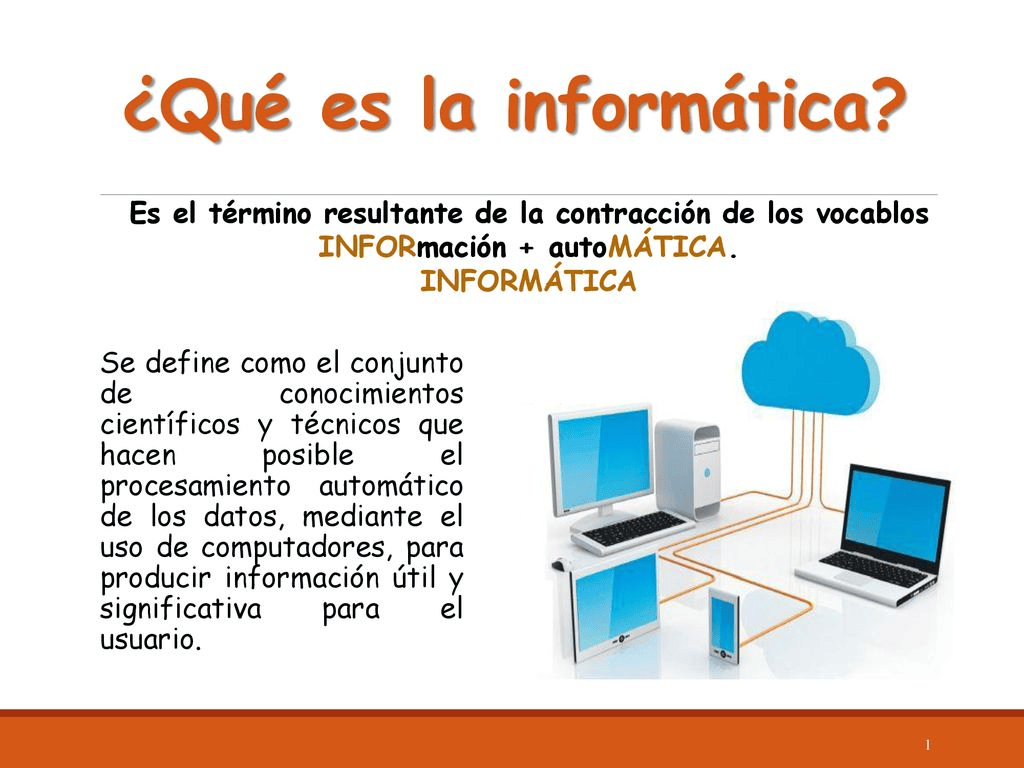 ¿Qué es la informática?
Es el término resultante de la contracción de los vocablos
INFORmación + autoMÁTICA.
INFORMÁTICA
Se define como el conjunto
de conocimientos
científicos y técnicos que
hacen posible el
procesamiento automático
de los datos, mediante el
uso de computadores, para
producir información útil y
significativa para el
usuario.
1